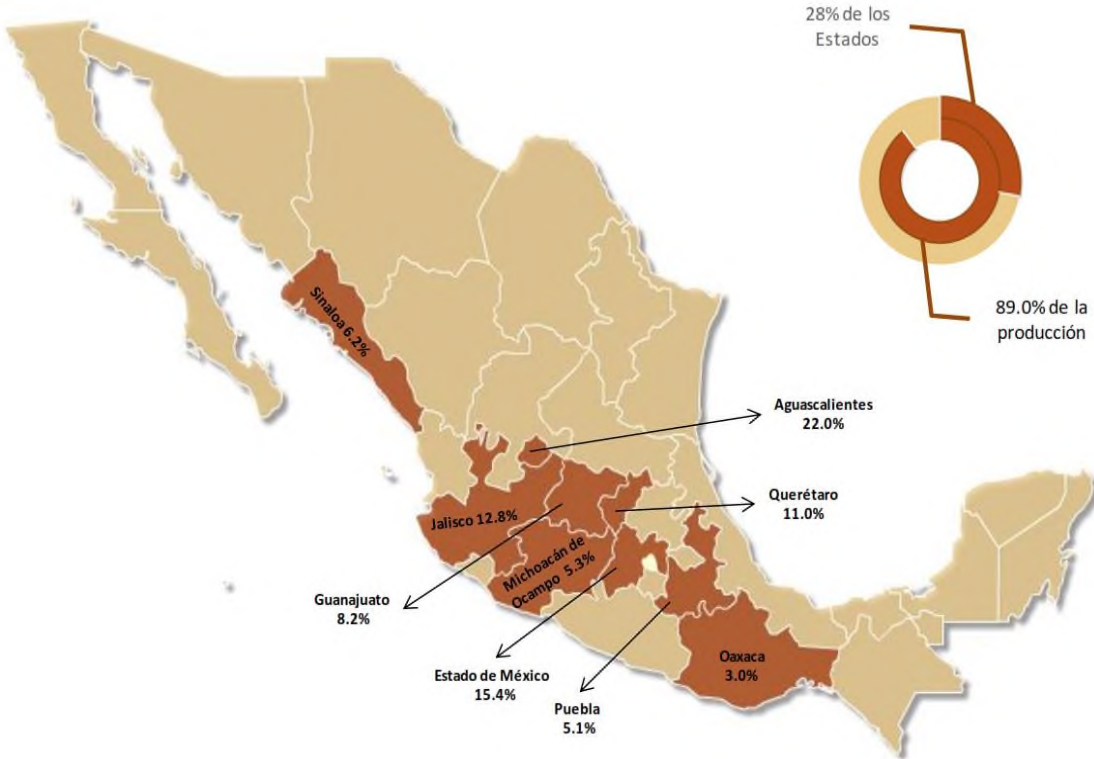 28% de los
Estados
89.0% de la
producción
Sinaloa 6.2%
Aguascalientes
22.0%
Querétaro
11.0%
Jalisco 12.8%
Michoacán de
Ocampo 5.3%
Guanajuato
8.2%
Estado de México
15.4%
Oaxaca
3.0%
Puebla
5.1%